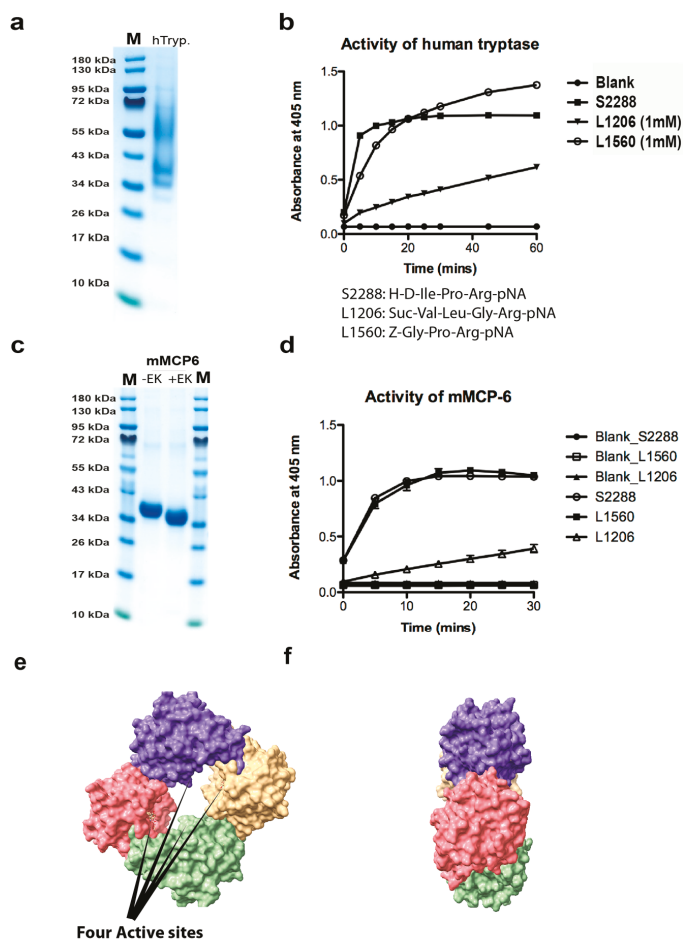 a
M hTryp.
180 kDa
130 kDa
95 kDa
72 kDa
55 kDa
43 kDa
34 kDa
26 kDa
17 kDa
10 kDa
b
Activity of human tryptase
Absorbance at 405 nm
1.5
1.0
0.5
0.0
0 20 40 60
Time (mins)
Blank
S2288
L1206 (1mM)
L1560 (1mM)
S2288: H-D-Ile-Pro-Arg-pNA
L1206: Suc-Val-Leu-Gly-Arg-pNA
L1560: Z-Gly-Pro-Arg-pNA
c
mMCP6
M -EK +EK M
180 kDa
130 kDa
95 kDa
72 kDa
55 kDa
43 kDa
34 kDa
26 kDa
17 kDa
10 kDa
d
Activity of mMCP-6
Absorbance at 405 nm
1.5
1.0
0.5
0.0
0 10 20 30
Time (mins)
Blank_S2288
Blank_L1560
Blank_L1206
S2288
L1560
L1206
e
Four Active sites
f